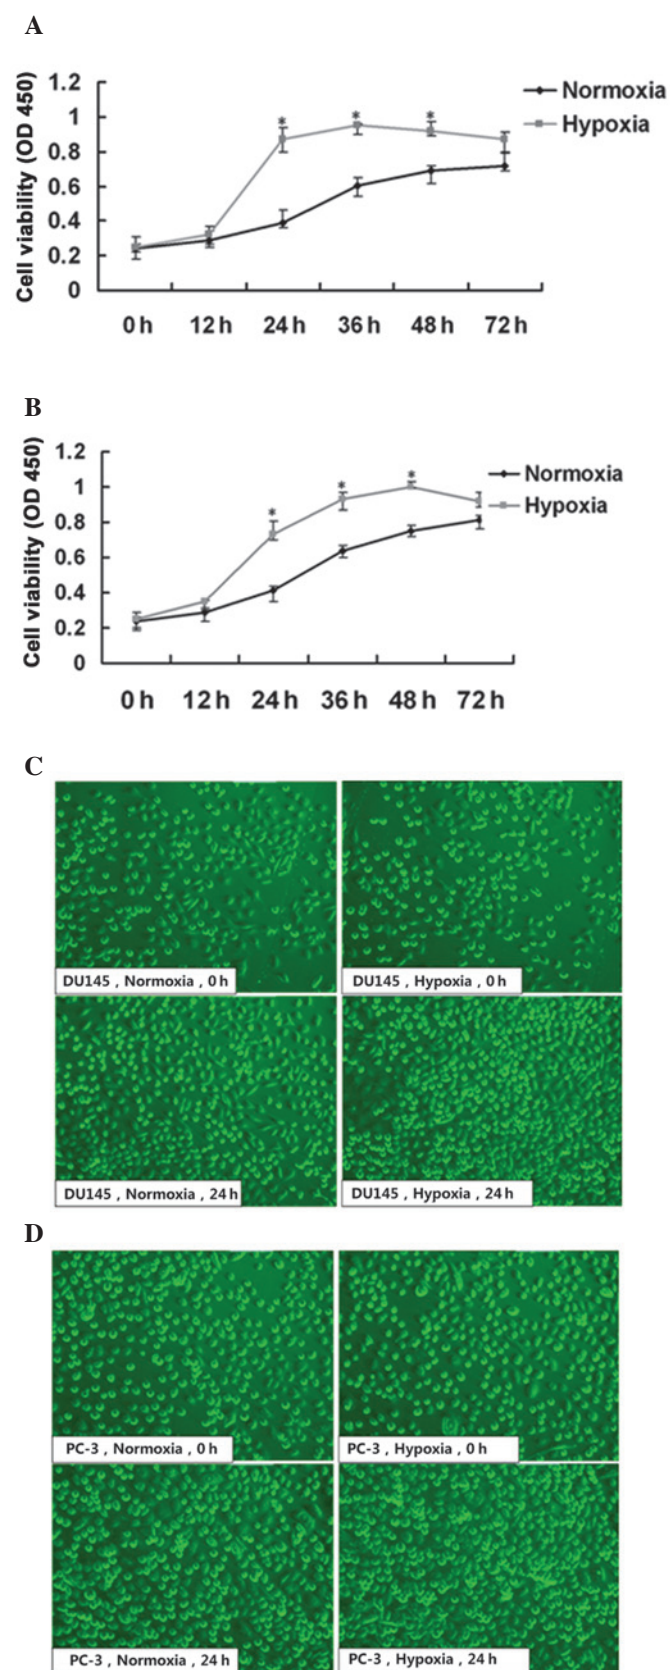 A
Cell viability (OD 450)
1.2
1
0.8
0.6
0.4
0.2
0
* * *
Normoxia
Hypoxia
0 h 12 h 24 h 36 h 48 h 72 h
B
Cell viability (OD 450)
1.2
1
0.8
0.6
0.4
0.2
0
* * *
Normoxia
Hypoxia
0 h 12 h 24 h 36 h 48 h 72 h
C
DU145 , Normoxia , 0 h
DU145 , Hypoxia , 0 h
DU145 , Normoxia , 24 h
DU145 , Hypoxia , 24 h
D
PC-3 , Normoxia , 0 h
PC-3 , Hypoxia , 0 h
PC-3 , Normoxia , 24 h
PC-3 , Hypoxia , 24 h